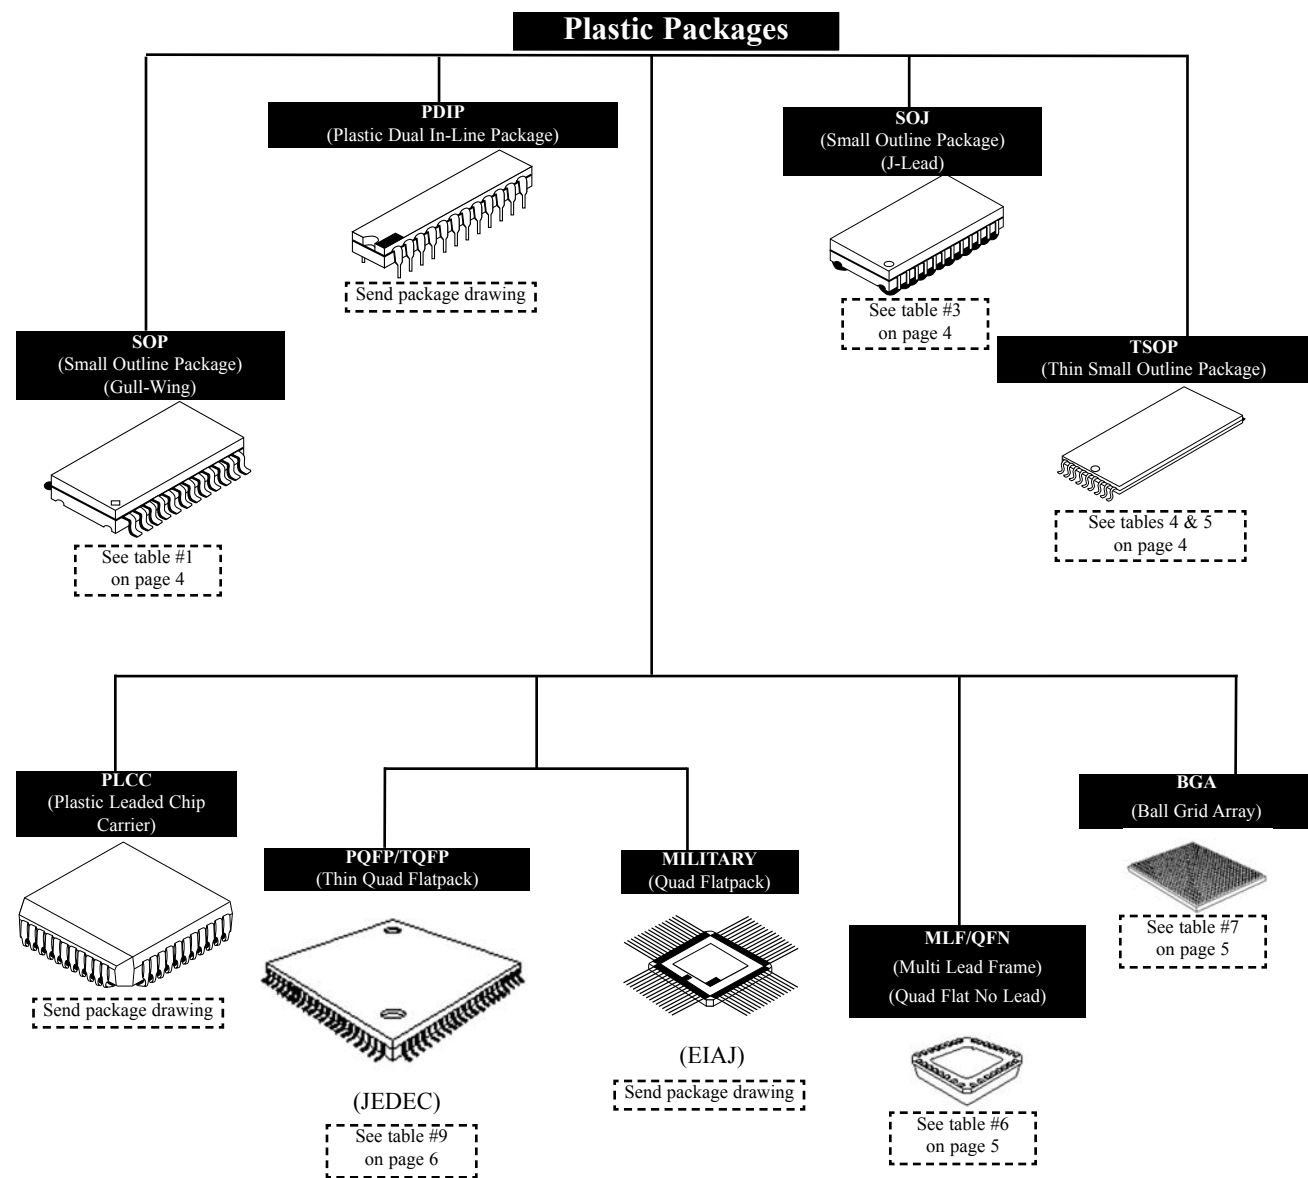 Plastic Packages
PDIP
(Plastic Dual In-Line Package)
Send package drawing
SOJ
(Small Outline Package)
(J-Lead)
See table #3
on page 4
SOP
(Small Outline Package)
(Gull-Wing)
See table #1
on page 4
TSOP
(Thin Small Outline Package)
See tables 4 & 5
on page 4
PLCC
(Plastic Leaded Chip
Carrier)
Send package drawing
PQFP/TQFP
(Thin Quad Flatpack)
(JEDEC)
See table #9
on page 6
MILITARY
(Quad Flatpack)
(EIAJ)
Send package drawing
MLF/QFN
(Multi Lead Frame)
(Quad Flat No Lead)
See table #6
on page 5
BGA
(Ball Grid Array)
See table #7
on page 5